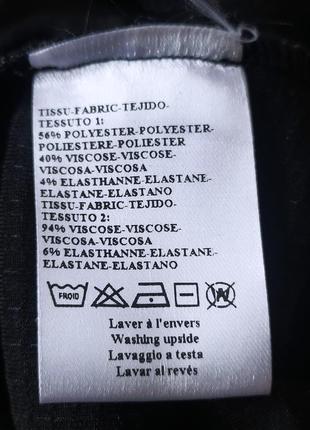 TISSU-FABRIC-TEJIDO-
TESSUTO 1:
56% POLYESTER-POLYESTER-
POLIESTERE-POLIESTER
40% VISCOSE-VISCOSE-
VISCOSA-VISCOSA
4% ELASTHANNE-ELASTANE-
ELASTANE-ELASTANO
TISSU-FABRIC-TEJIDO-
TESSUTO 2:
94% VISCOSE-VISCOSE-
VISCOSA-VISCOSA
6% ELASTHANNE-ELASTANE-
ELASTANE-ELASTANO
FROID
Laver à l'envers
Washing upside
Lavaggio a testa
Lavar al revés